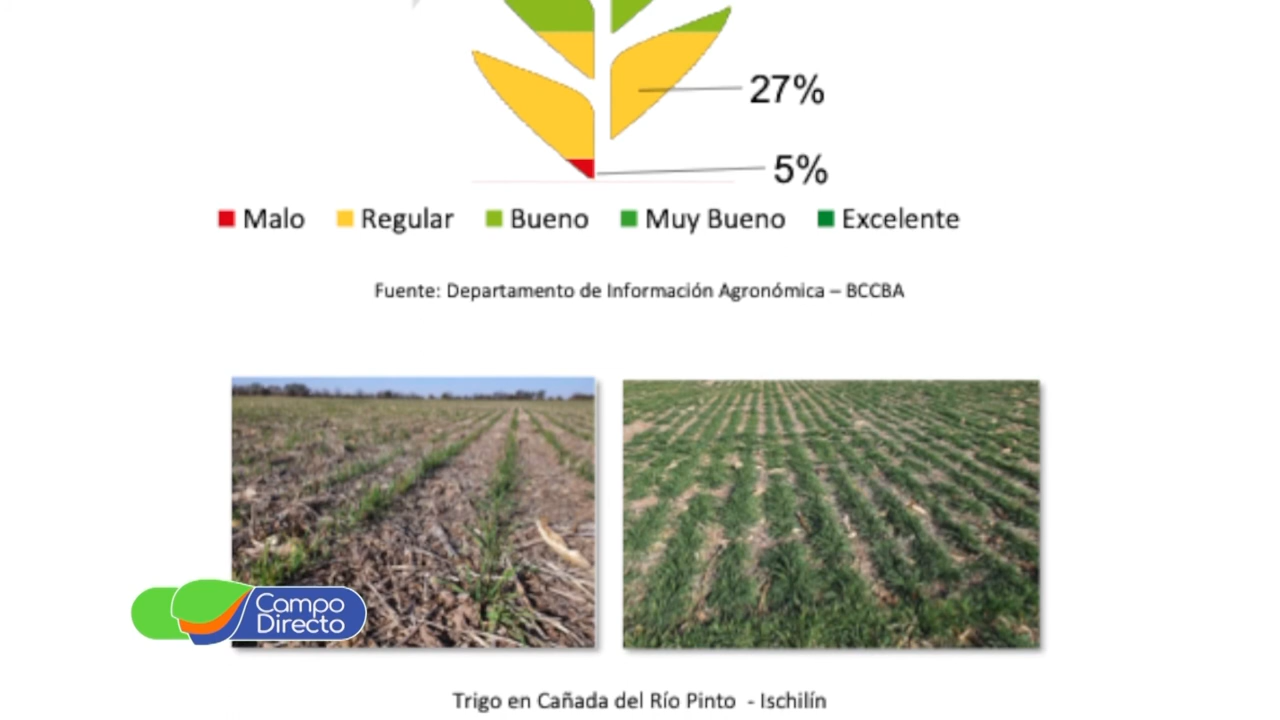 27%
5%
Malo Regular Bueno Muy Bueno Excelente
Fuente: Departamento de Información Agronómica – BCCBA
Campo
Directo
Trigo en Cañada del Río Pinto - Ischilín